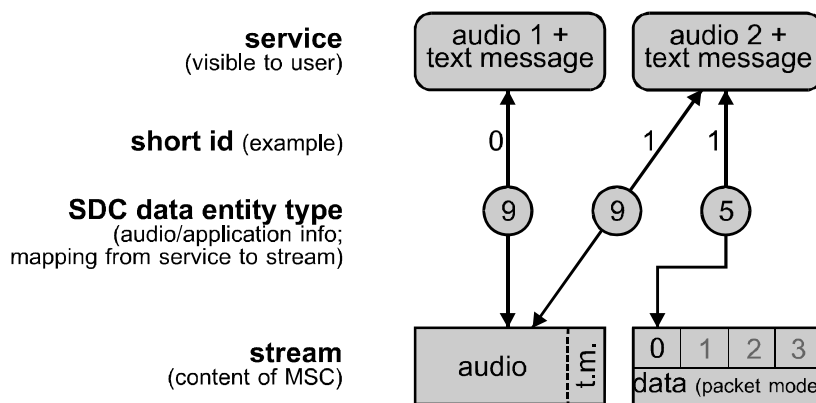 service
(visible to user)
audio 1 +
text message
audio 2 +
text message
short id (example)
0
1
1
SDC data entity type
(audio/application info;
mapping from service to stream)
9
9
5
stream
(content of MSC)
audio
t.m.
0 1 2 3
data (packet mode